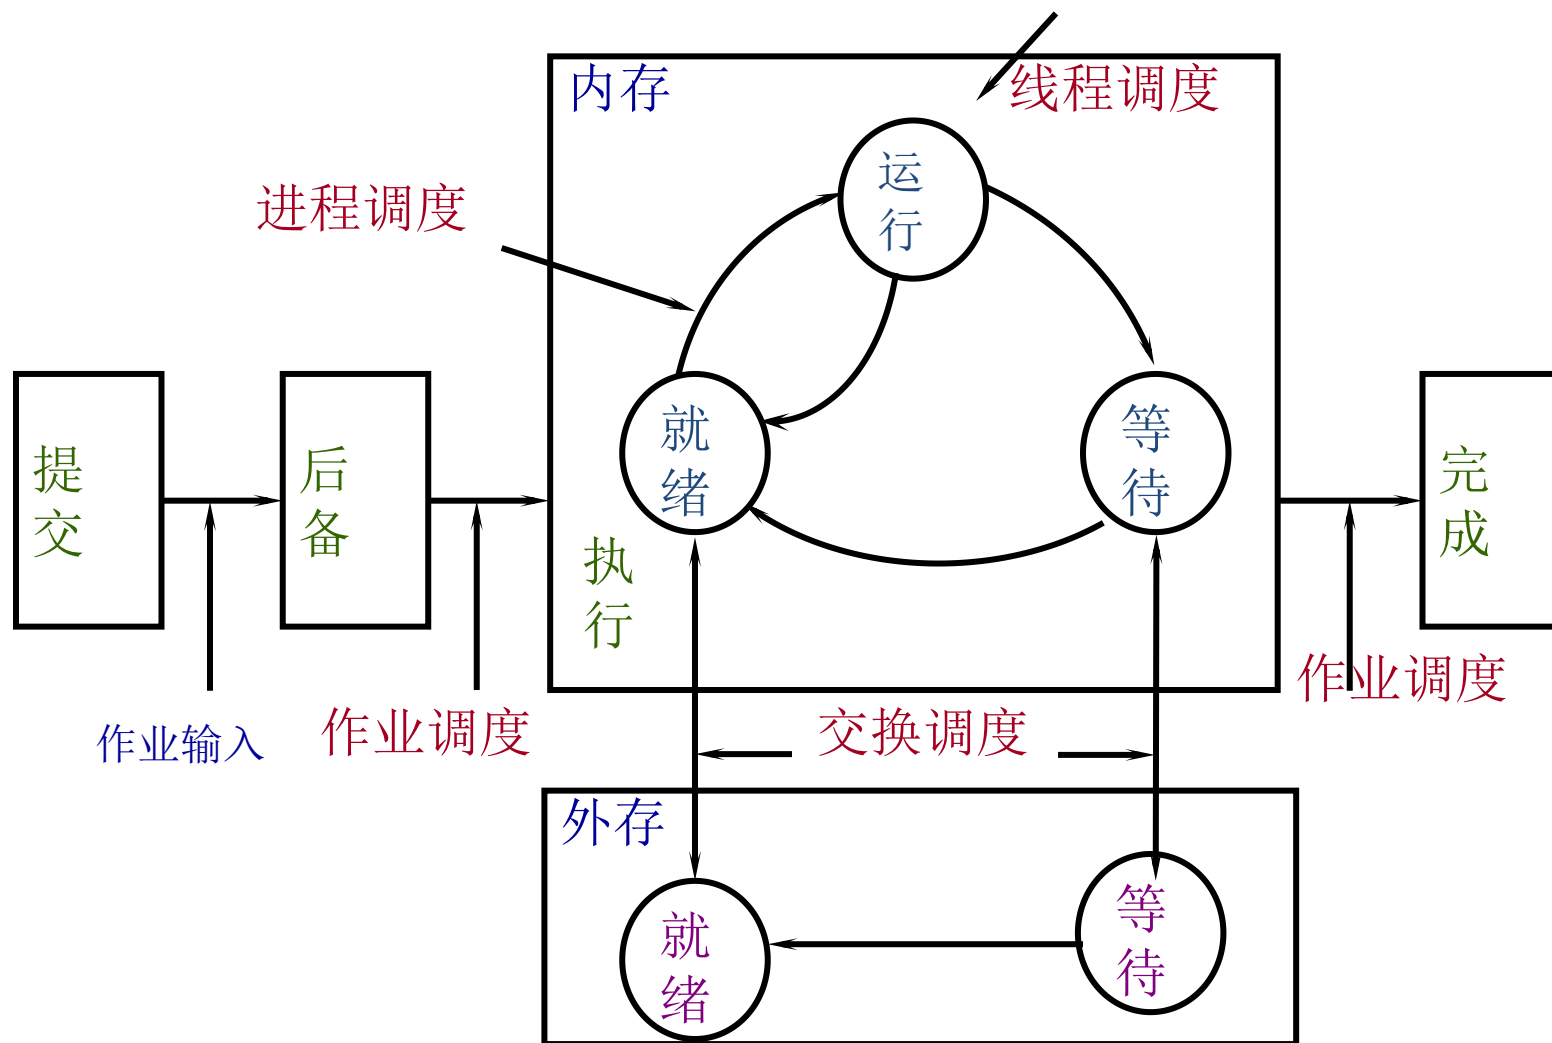 内存
线程调度
运
行
进程调度
提
交
后
备
就
绪
等
待
完
成
执
行
作业输入
作业调度
交换调度
作业调度
外存
就
绪
等
待